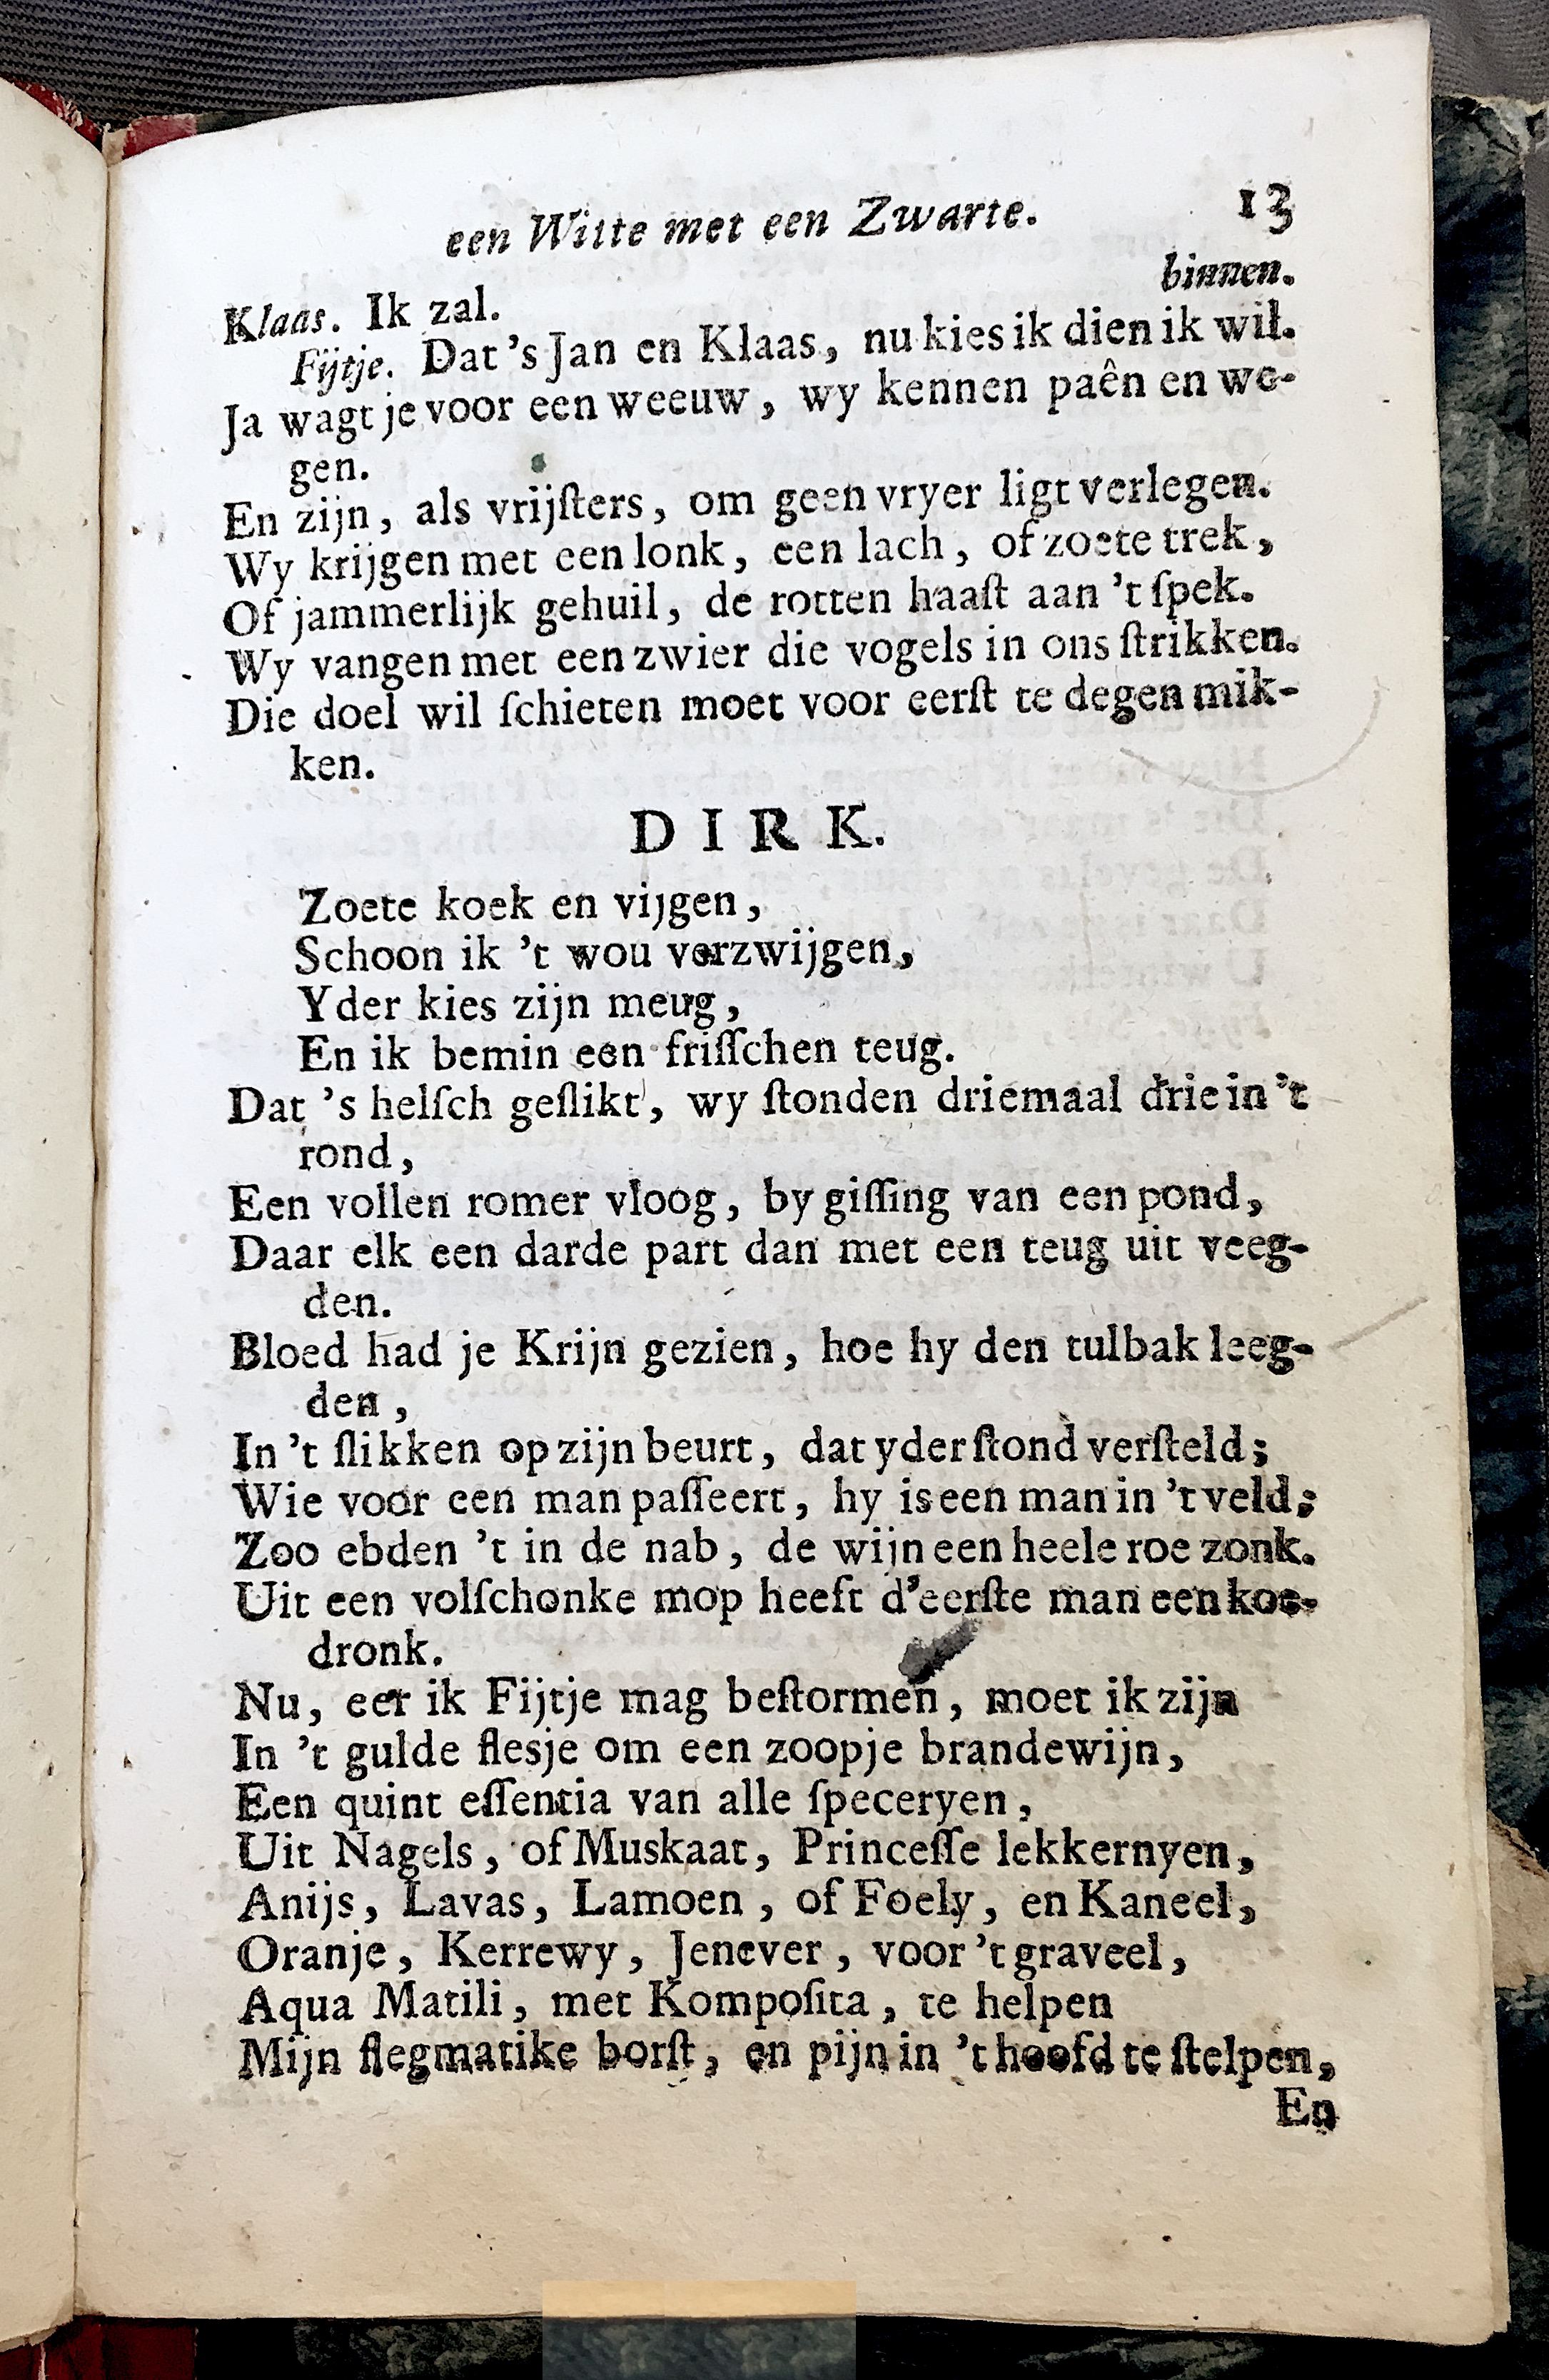 een Witte met een Zwarte. 13
binnen.
Klaas. Ik zal.
Fijtje. Dat 's Jan en Klaas, nu kies ik dien ik wil.
Ja wagt je voor een weeuw, wy kennen paên en we-
gen.
En zijn, als vrijſters, om geen vryer ligt verlegen.
Wy krijgen met een lonk, een lach, of zoete trek,
Of jammerlijk gehuil, de rotten haaſt aan 't ſpek.
Wy vangen met een zwier die vogels in ons ſtrikken.
Die doel wil ſchieten moet voor eerſt te degen mik-
ken.
DIRK.
Zoete koek en vijgen,
Schoon ik 't wou verzwijgen,
Yder kies zijn meug,
En ik bemin een friſſchen teug.
Dat 's helſch geſlikt, wy ſtonden driemaal drie in 't
rond,
Een vollen romer vloog, by giſſing van een pond,
Daar elk een darde part dan met een teug uit veeg-
den.
Bloed had je Krijn gezien, hoe hy den tulbak leeg-
den,
In 't ſlikken op zijn beurt, dat yder ſtond verſteld;
Wie voor een man paſſeert, hy is een man in 't veld;
Zoo ebden 't in de nab, de wijn een heele roe zonk.
Uit een volſchonke mop heeft d'eerſte man een koe-
dronk.
Nu, eer ik Fijtje mag beſtormen, moet ik zijn
In 't gulde flesje om een zoopje brandewijn,
Een quint eſſentia van alle ſpeceryen,
Uit Nagels, of Muskaat, Princeſſe lekkernyen,
Anijs, Lavas, Lamoen, of Foely, en Kaneel,
Oranje, Kerrewy, Jenever, voor 't graveel,
Aqua Matili, met Kompoſita, te helpen
Mijn flegmatike borſt, en pijn in 't hoofd te ſtelpen,
En